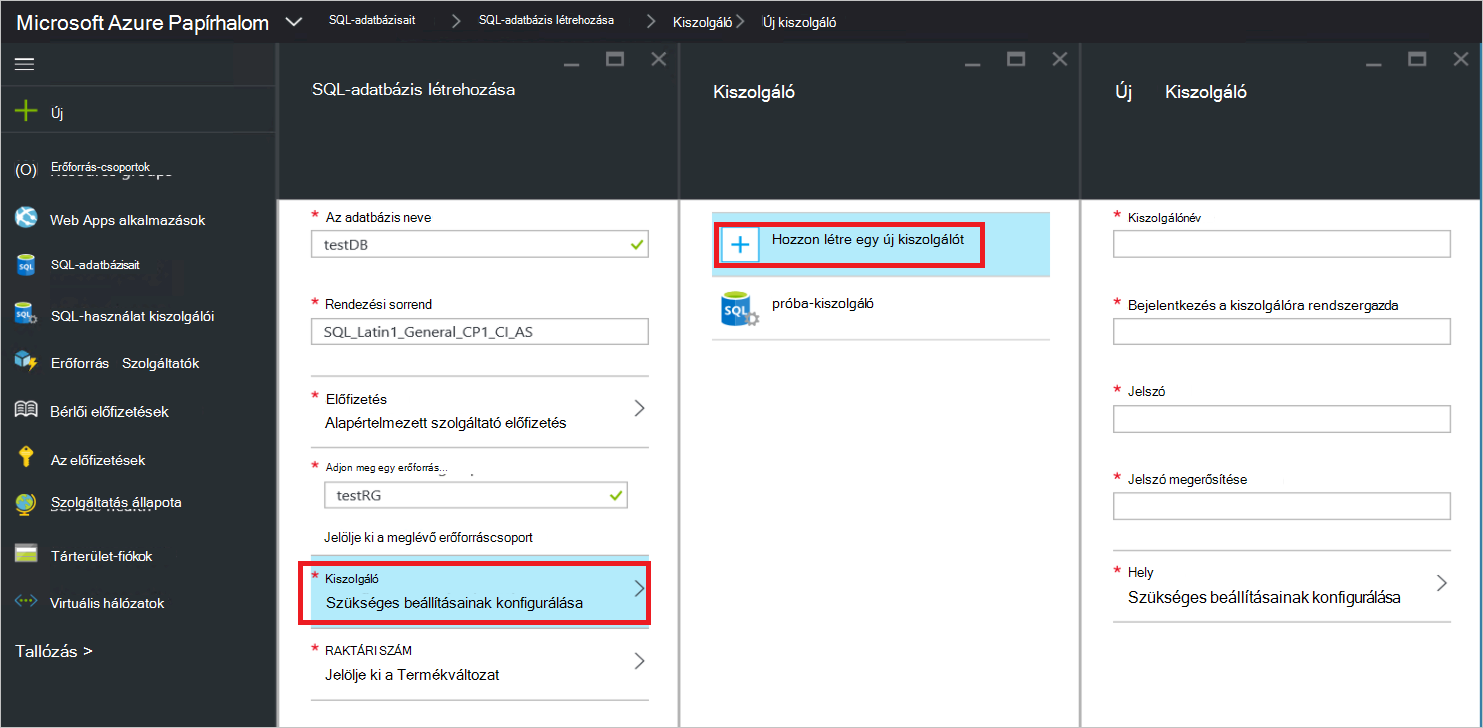 Microsoft Azure Papírhalom
SQL-adatbázisait
SQL-adatbázis létrehozása
Kiszolgáló
Új kiszolgáló
Új
(O) Erőforrás-csoportok
Web Apps alkalmazások
SQL SQL-adatbázisait
SQL SQL-használat kiszolgálói
Erőforrás Szolgáltatók
Bérlői előfizetések
Az előfizetések
Szolgáltatás állapota
Tárterület-fiókok
Virtuális hálózatok
Tallózás >
SQL-adatbázis létrehozása
* Az adatbázis neve
testDB
* Rendezési sorrend
SQL_Latin1_General_CP1_CI_AS
* Előfizetés
Alapértelmezett szolgáltató előfizetés
* Adjon meg egy erőforrás...
testRG
Jelölje ki a meglévő erőforráscsoport
* Kiszolgáló
Szükséges beállításainak konfigurálása
* RAKTÁRI SZÁM
Jelölje ki a Termékváltozat
Kiszolgáló
Hozzon létre egy új kiszolgálót
SQL próba-kiszolgáló
Új Kiszolgáló
* Kiszolgálónév
* Bejelentkezés a kiszolgálóra rendszergazda
* Jelszó
* Jelszó megerősítése
* Hely
Szükséges beállításainak konfigurálása